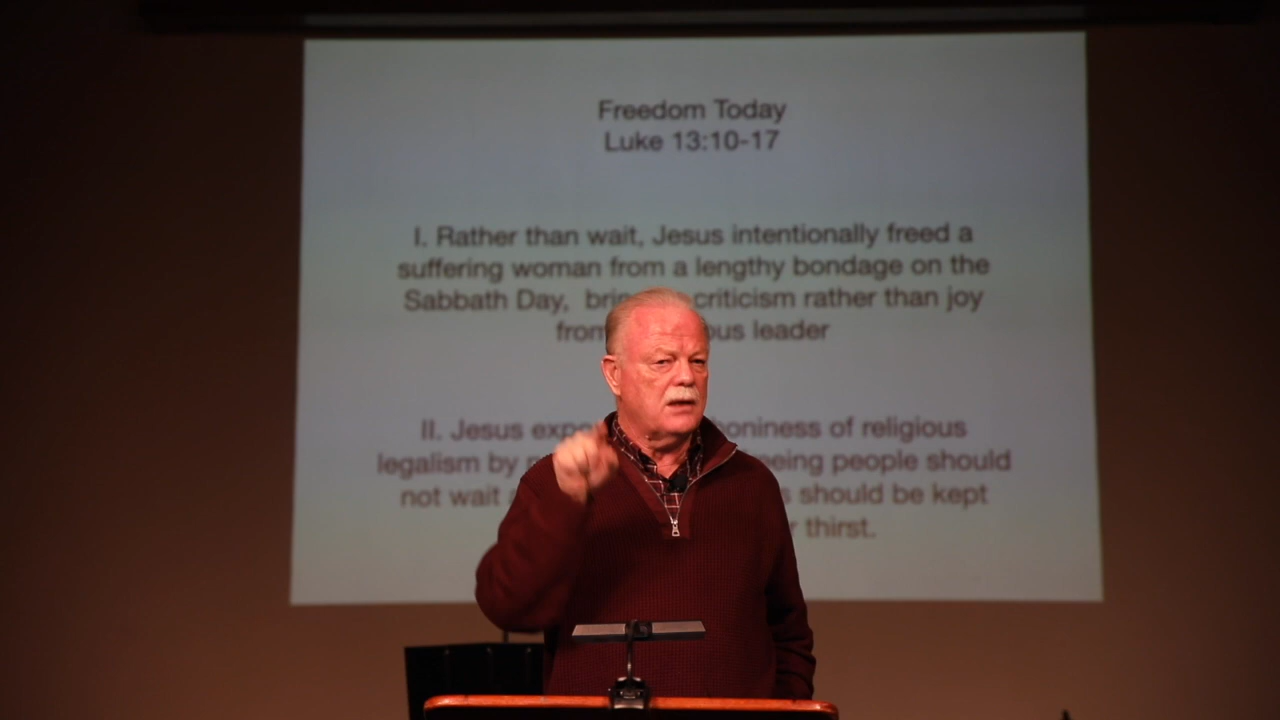 Freedom Today
Luke 13:10-17
I. Rather than wait, Jesus intentionally freed a
suffering woman from a lengthy bondage on the
Sabbath Day, criticism rather than joy
from leader
II. Jesus of religious
legalism by people should
not wait should be kept
thirst.